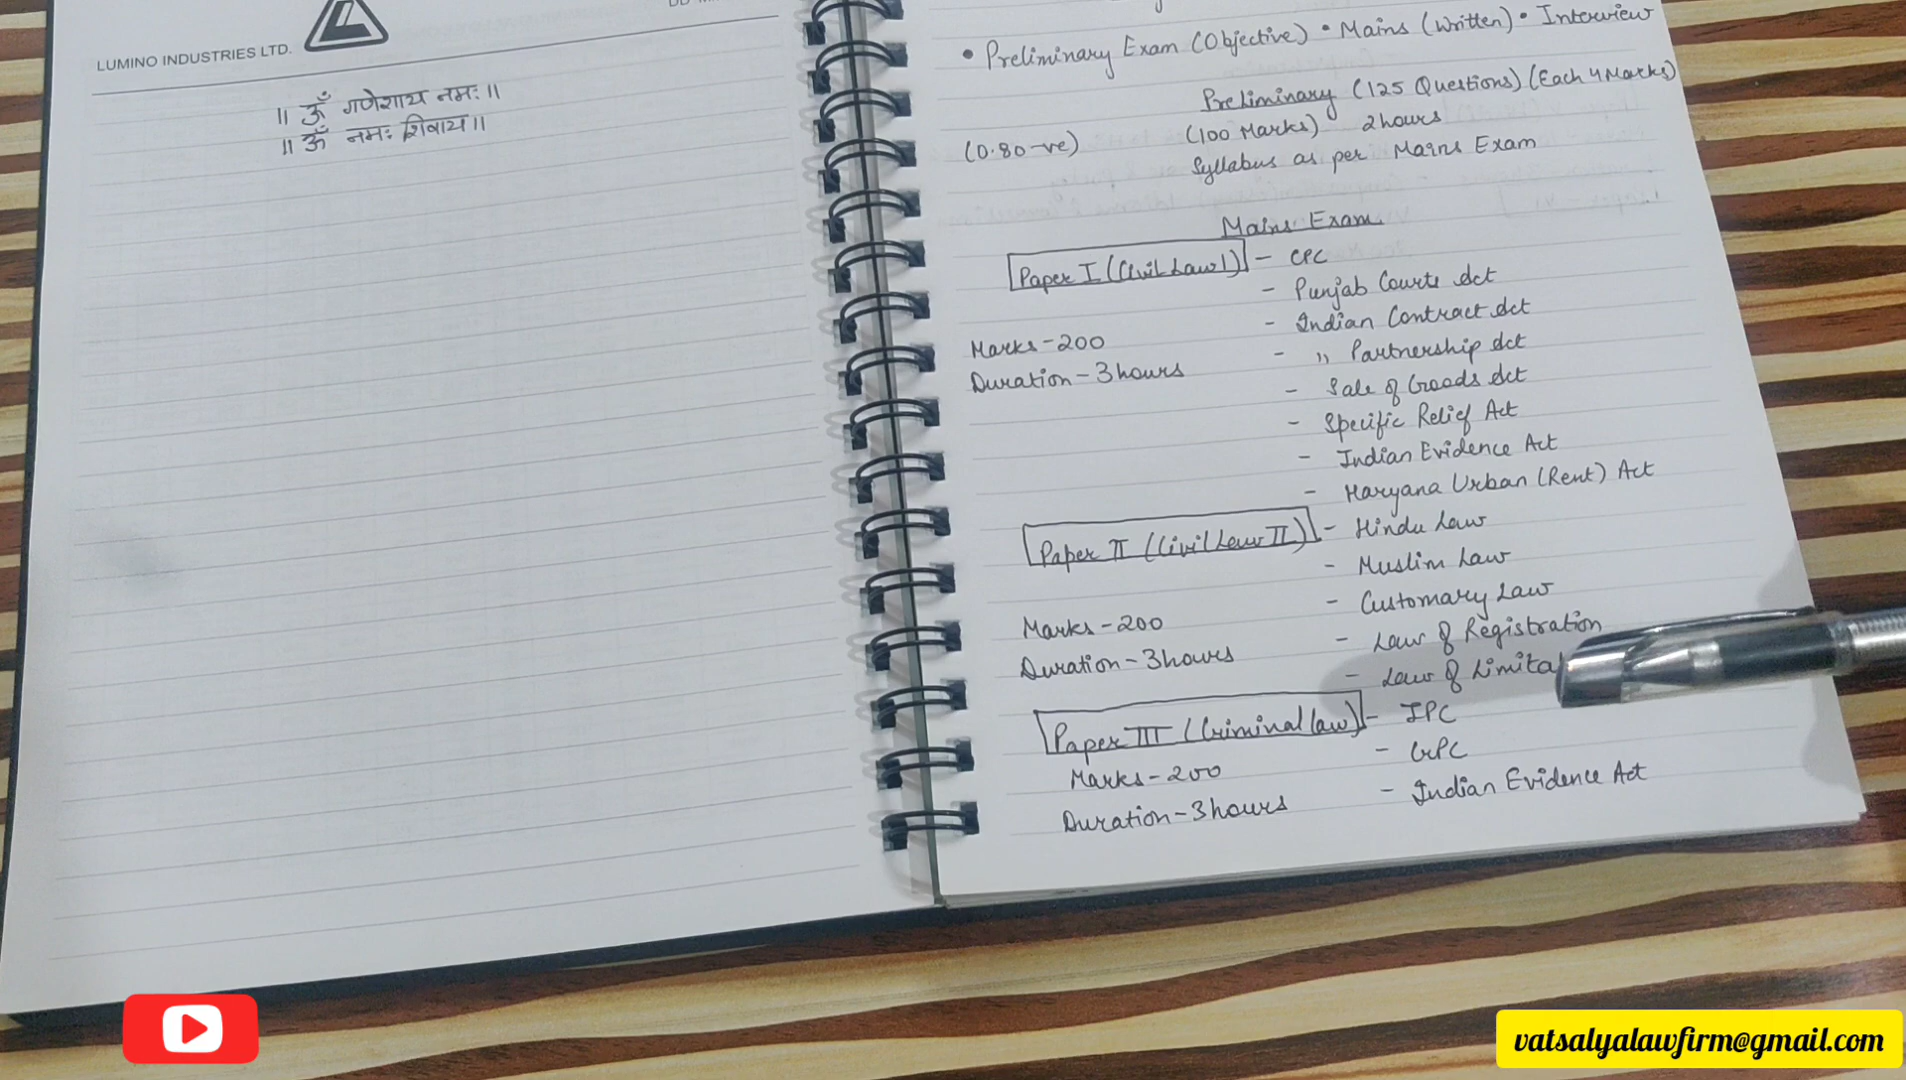 LUMINO INDUSTRIES LTD.
॥ ॐ गणेशाय नमः॥
॥ ॐ नमः शिवाय॥
• Preliminary Exam (Objective) • Mains (Written) • Interview
Preliminary (125 Questions) (Each 4 Marks)
(0.80-ve) (100 Marks) 2 hours
Syllabus as per Mains Exam
Mains Exam
Paper I (Civil Law I) - CPC
- Punjab Courts Act
- Indian Contract Act
Marks - 200
- " Partnership Act
Duration - 3 hours
- Sale of Goods Act
- Specific Relief Act
- Indian Evidence Act
- Haryana Urban (Rent) Act
Paper II (Civil Law II) - Hindu Law
- Muslim Law
- Customary Law
Marks - 200
- Law of Registration
Duration - 3 hours
- Law of Limita
Paper III (Criminal law) - IPC
- CrPC
Marks - 200
- Indian Evidence Act
Duration - 3 hours
vatsalyalawfirm@gmail.com